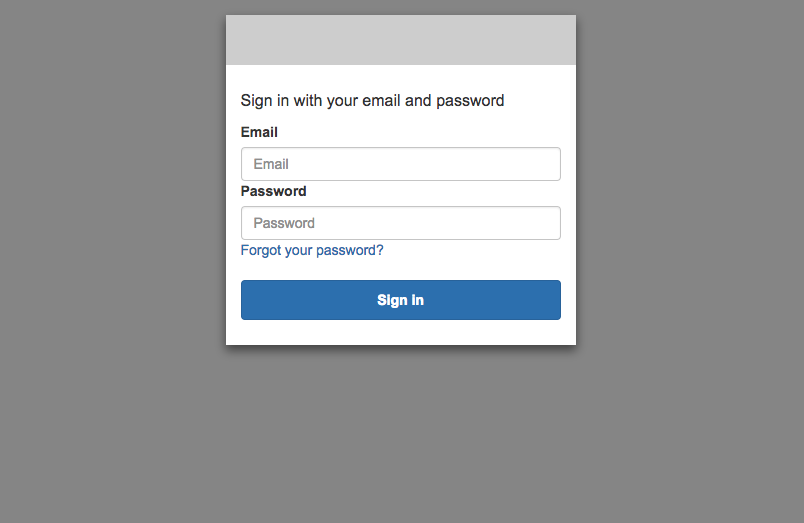 Sign in with your email and password
Email
Email
Password
Password
Forgot your password?
Sign in